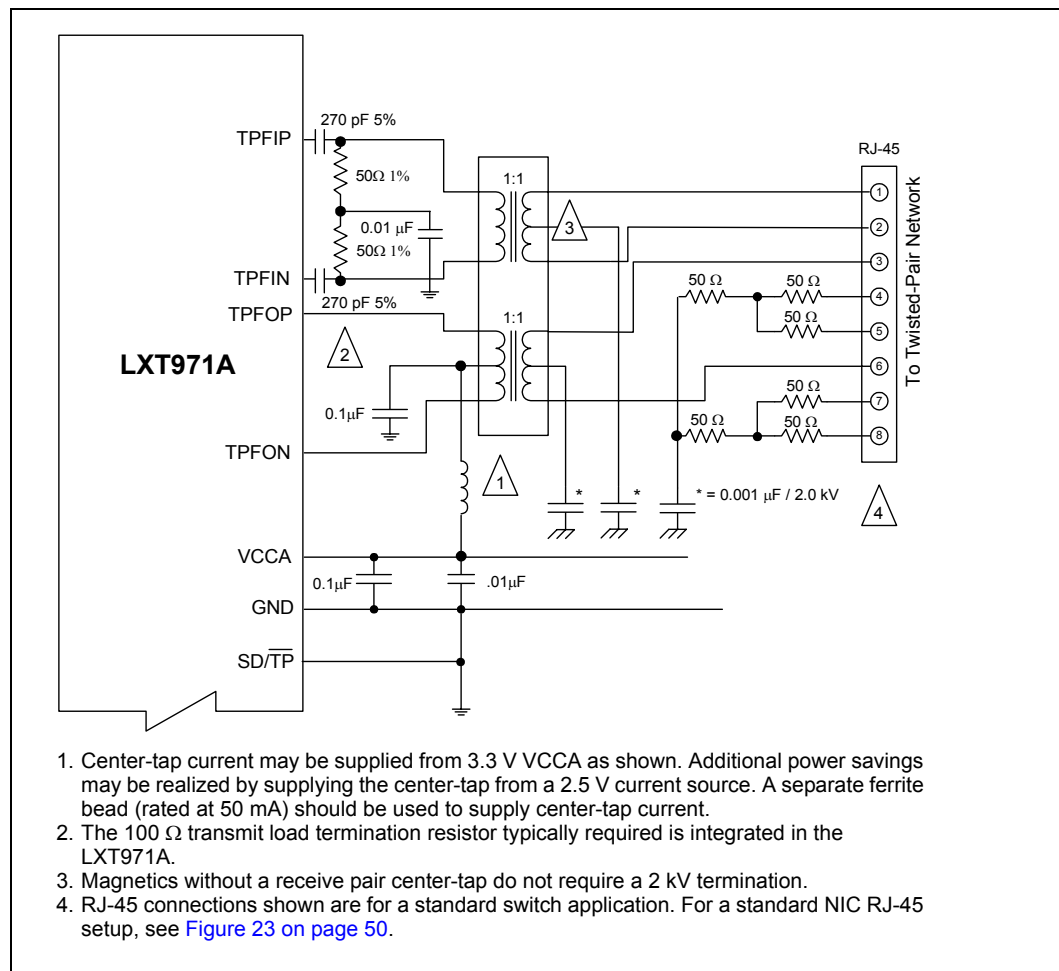 270 pF 5%
TPFIP
50Ω 1%
0.01 µF
50Ω 1%
TPFIN
270 pF 5%
TPFOP
LXT971A
2
0.1µF
TPFON
1:1
3
1:1
1
RJ-45
1
2
3
4
5
6
7
8
To Twisted-Pair Network
50 Ω
50 Ω
50 Ω
50 Ω
50 Ω
50 Ω
*
*
* = 0.001 µF / 2.0 kV
4
VCCA
0.1µF
.01µF
GND
SD/T̅P̅
1. Center-tap current may be supplied from 3.3 V VCCA as shown. Additional power savings
may be realized by supplying the center-tap from a 2.5 V current source. A separate ferrite
bead (rated at 50 mA) should be used to supply center-tap current.
2. The 100 Ω transmit load termination resistor typically required is integrated in the
LXT971A.
3. Magnetics without a receive pair center-tap do not require a 2 kV termination.
4. RJ-45 connections shown are for a standard switch application. For a standard NIC RJ-45
setup, see Figure 23 on page 50.